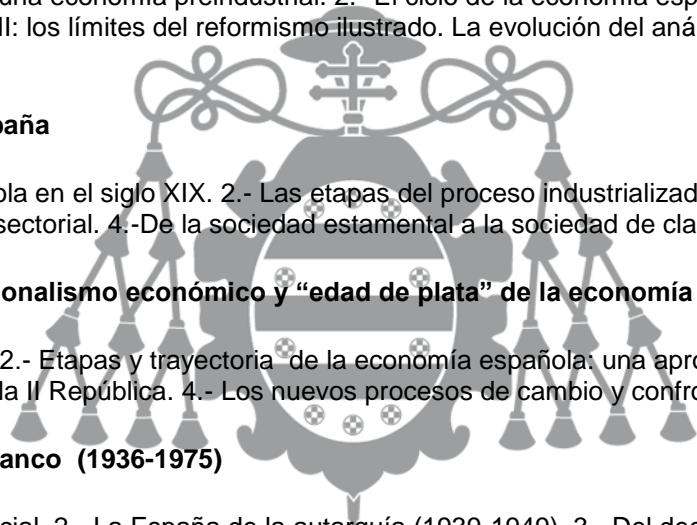 una economía preindustrial. 2.- El ciclo de la economía esp
II: los límites del reformismo ilustrado. La evolución del aná
paña
ola en el siglo XIX. 2.- Las etapas del proceso industrializad
sectorial. 4.-De la sociedad estamental a la sociedad de cla
ionalismo económico y “edad de plata” de la economía
2.- Etapas y trayectoria de la economía española: una apro
la II República. 4.- Los nuevos procesos de cambio y confro
anco (1936-1975)
cial. 2.- La España de la autarquía (1939-1949). 3.- Del des